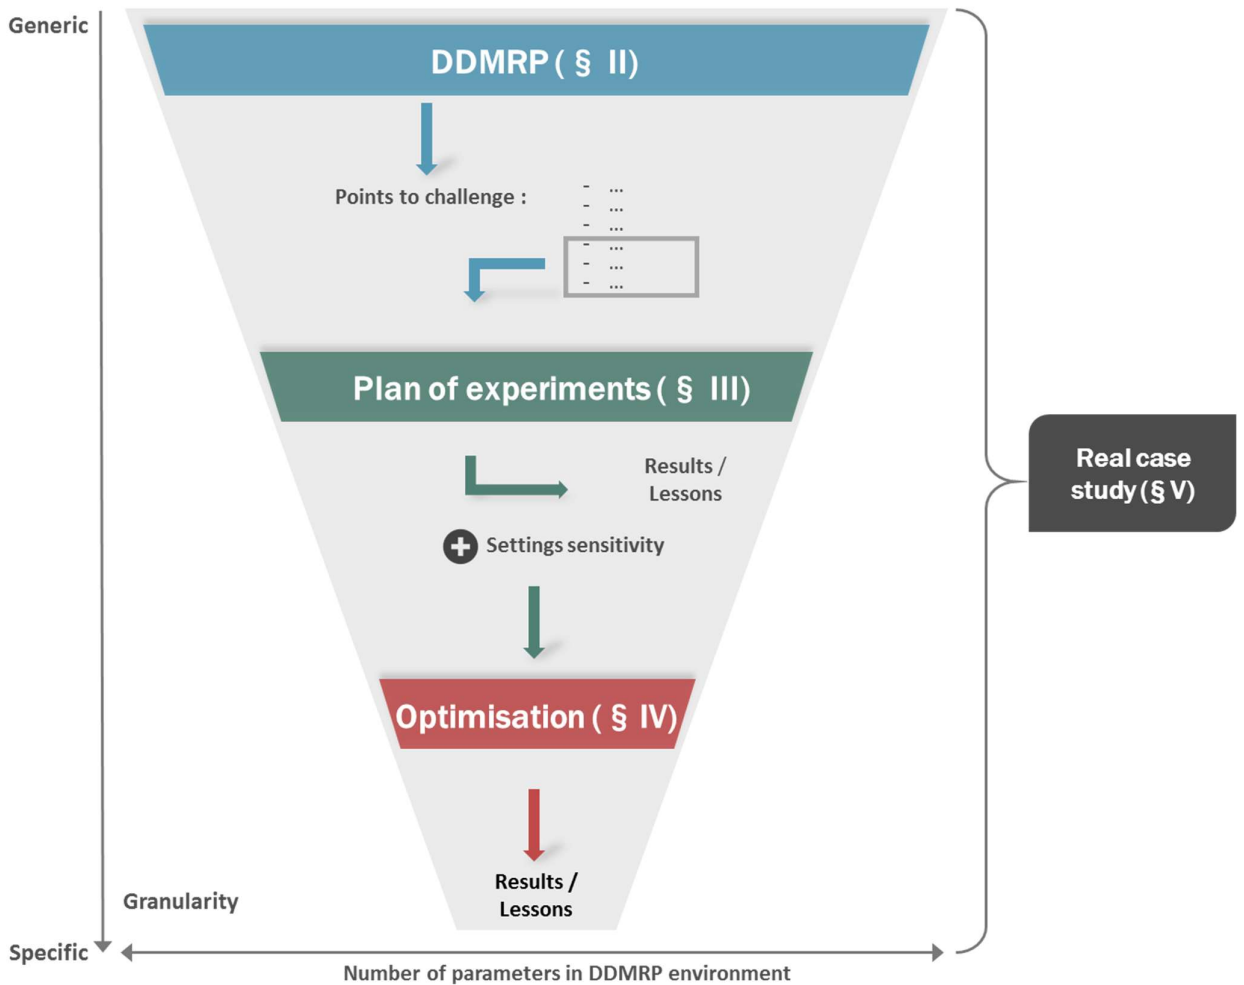 Generic
DDMRP ( § II)
Points to challenge :
- ...
- ...
- ...
- ...
- ...
- ...
Plan of experiments ( § III)
Results /
Lessons
Settings sensitivity
Real case
study (§ V)
Optimisation ( § IV)
Results /
Lessons
Granularity
Specific
Number of parameters in DDMRP environment